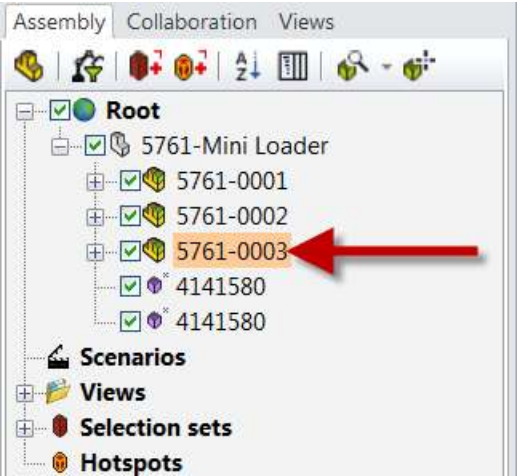 Assembly Collaboration Views
Root
5761-Mini Loader
5761-0001
5761-0002
5761-0003
4141580
4141580
Scenarios
Views
Selection sets
Hotspots